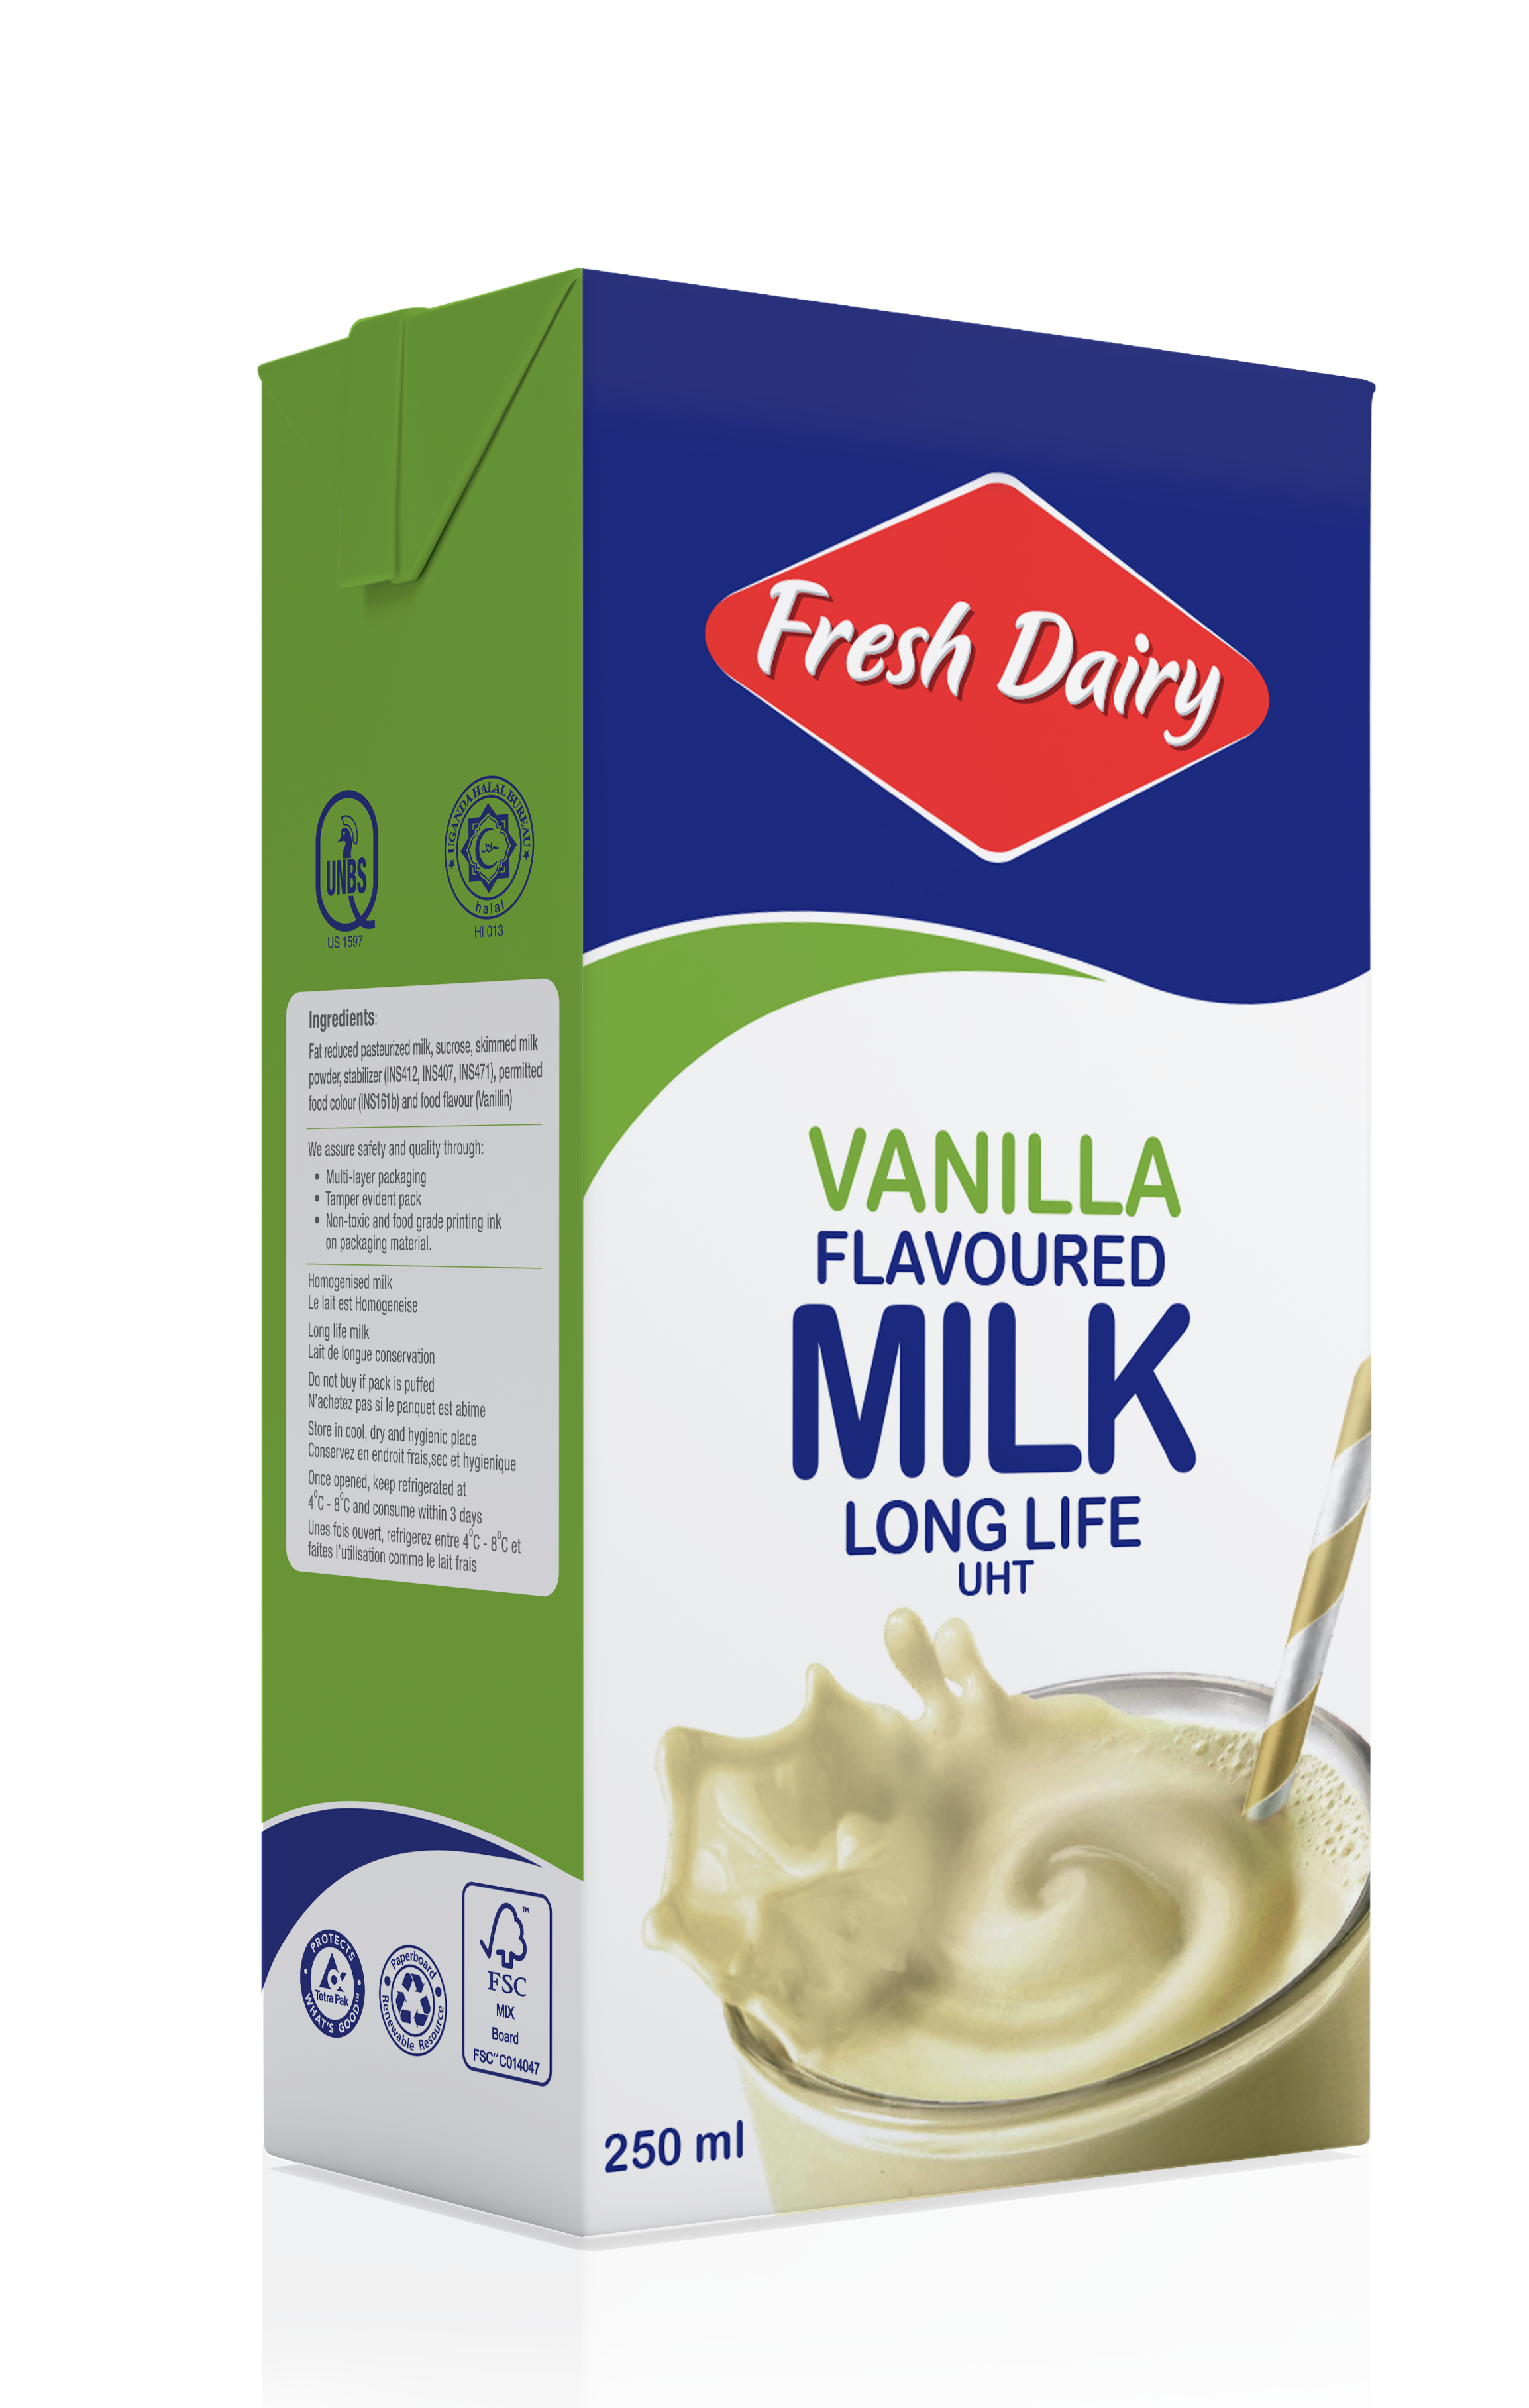 Fresh Dairy
VANILLA
FLAVOURED
MILK
LONG LIFE
UHT
250 ml
UNBS
US 1597
UGANDA HALAL BUREAU
halal
HI 013
Ingredients:
Fat reduced pasteurized milk, sucrose, skimmed milk
powder, stabilizer (INS412, INS407, INS471), permitted
food colour (INS161b) and food flavour (Vanillin)
We assure safety and quality through:
• Multi-layer packaging
• Tamper evident pack
• Non-toxic and food grade printing ink
on packaging material.
Homogenised milk
Le lait est Homogeneise
Long life milk
Lait de longue conservation
Do not buy if pack is puffed
N'achetez pas si le panquet est abime
Store in cool, dry and hygienic place
Conservez en endroit frais,sec et hygienique
Once opened, keep refrigerated at
4°C - 8°C and consume within 3 days
Unes fois ouvert, refrigerez entre 4°C - 8°C et
faites l'utilisation comme le lait frais
PROTECTS
Tetra Pak
WHAT'S GOOD™
Paperboard
Renewable Resource
™
FSC
MIX
Board
FSC™ C014047